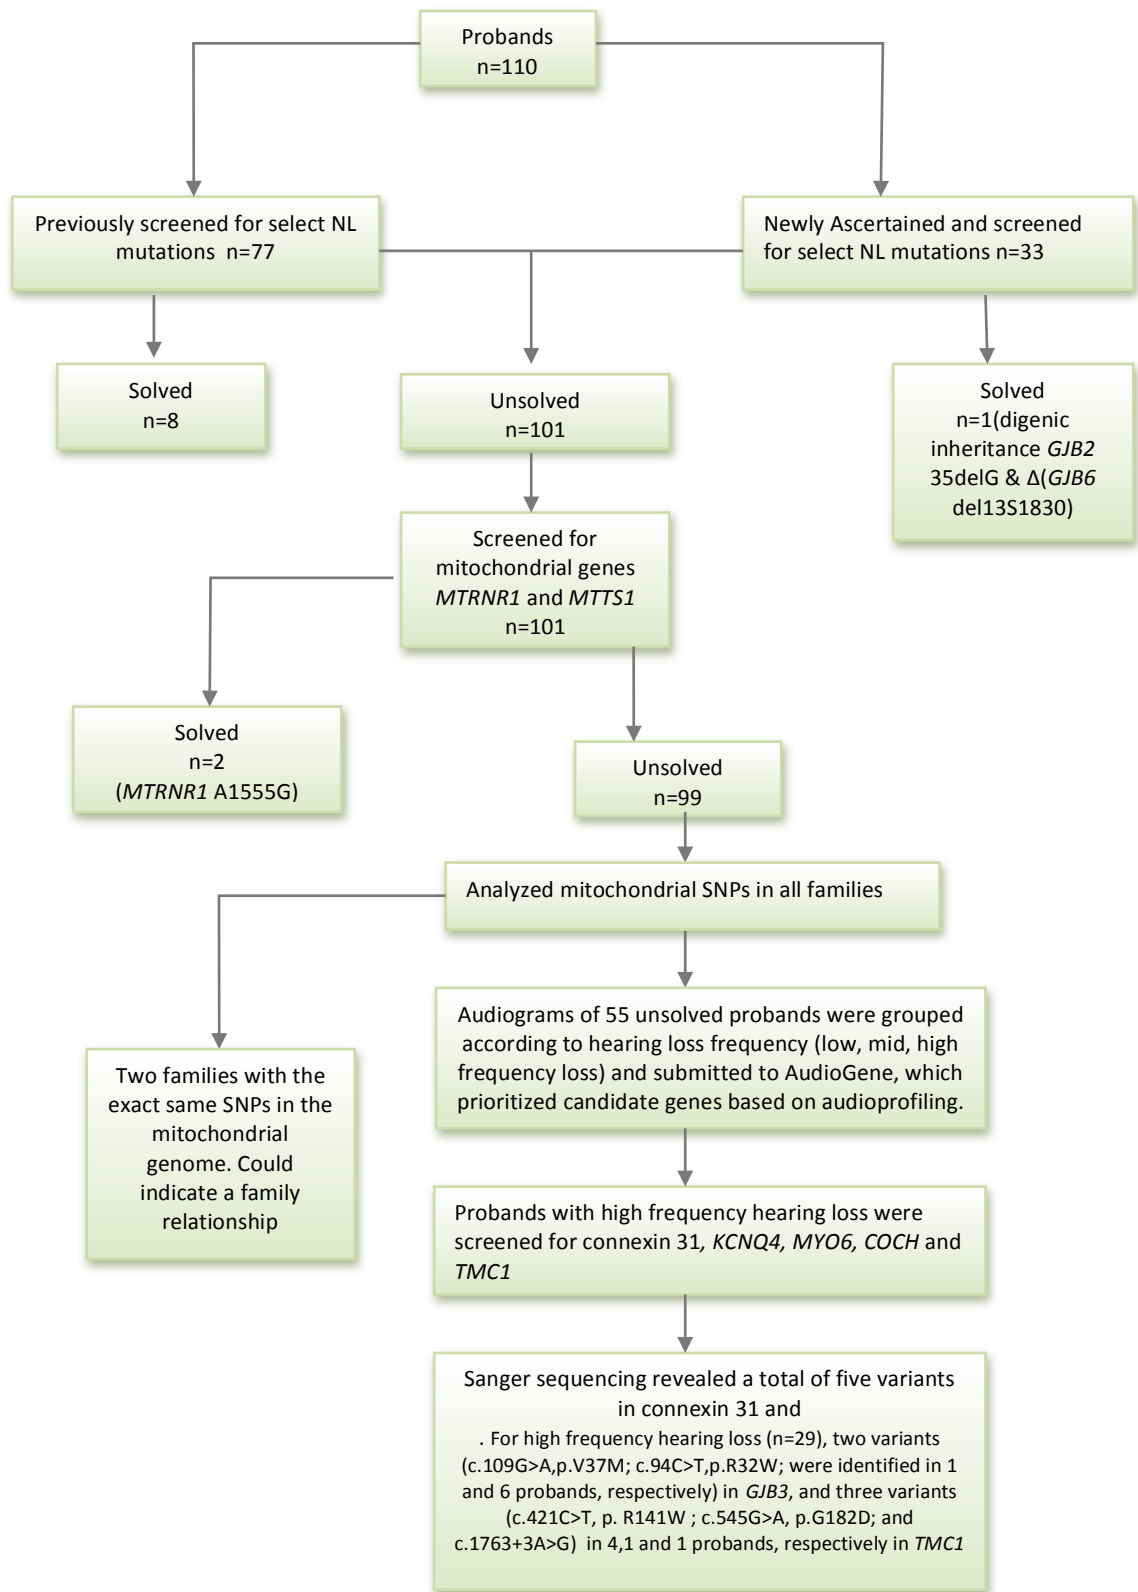 Probands
n=110
Previously screened for select NL
mutations n=77
Newly Ascertained and screened
for select NL mutations n=33
Solved
n=8
Unsolved
n=101
Solved
n=1(digenic
inheritance GJB2
35delG & Δ(GJB6
del13S1830)
Screened for
mitochondrial genes
MTRNR1 and MTTS1
n=101
Solved
n=2
(MTRNR1 A1555G)
Unsolved
n=99
Analyzed mitochondrial SNPs in all families
Two families with the
exact same SNPs in the
mitochondrial
genome. Could
indicate a family
relationship
Audiograms of 55 unsolved probands were grouped
according to hearing loss frequency (low, mid, high
frequency loss) and submitted to AudioGene, which
prioritized candidate genes based on audioprofiling.
Probands with high frequency hearing loss were
screened for connexin 31, KCNQ4, MYO6, COCH and
TMC1
Sanger sequencing revealed a total of five variants
in connexin 31 and
. For high frequency hearing loss (n=29), two variants
(c.109G>A,p.V37M; c.94C>T,p.R32W; were identified in 1
and 6 probands, respectively) in GJB3, and three variants
(c.421C>T, p. R141W ; c.545G>A, p.G182D; and
c.1763+3A>G) in 4,1 and 1 probands, respectively in TMC1